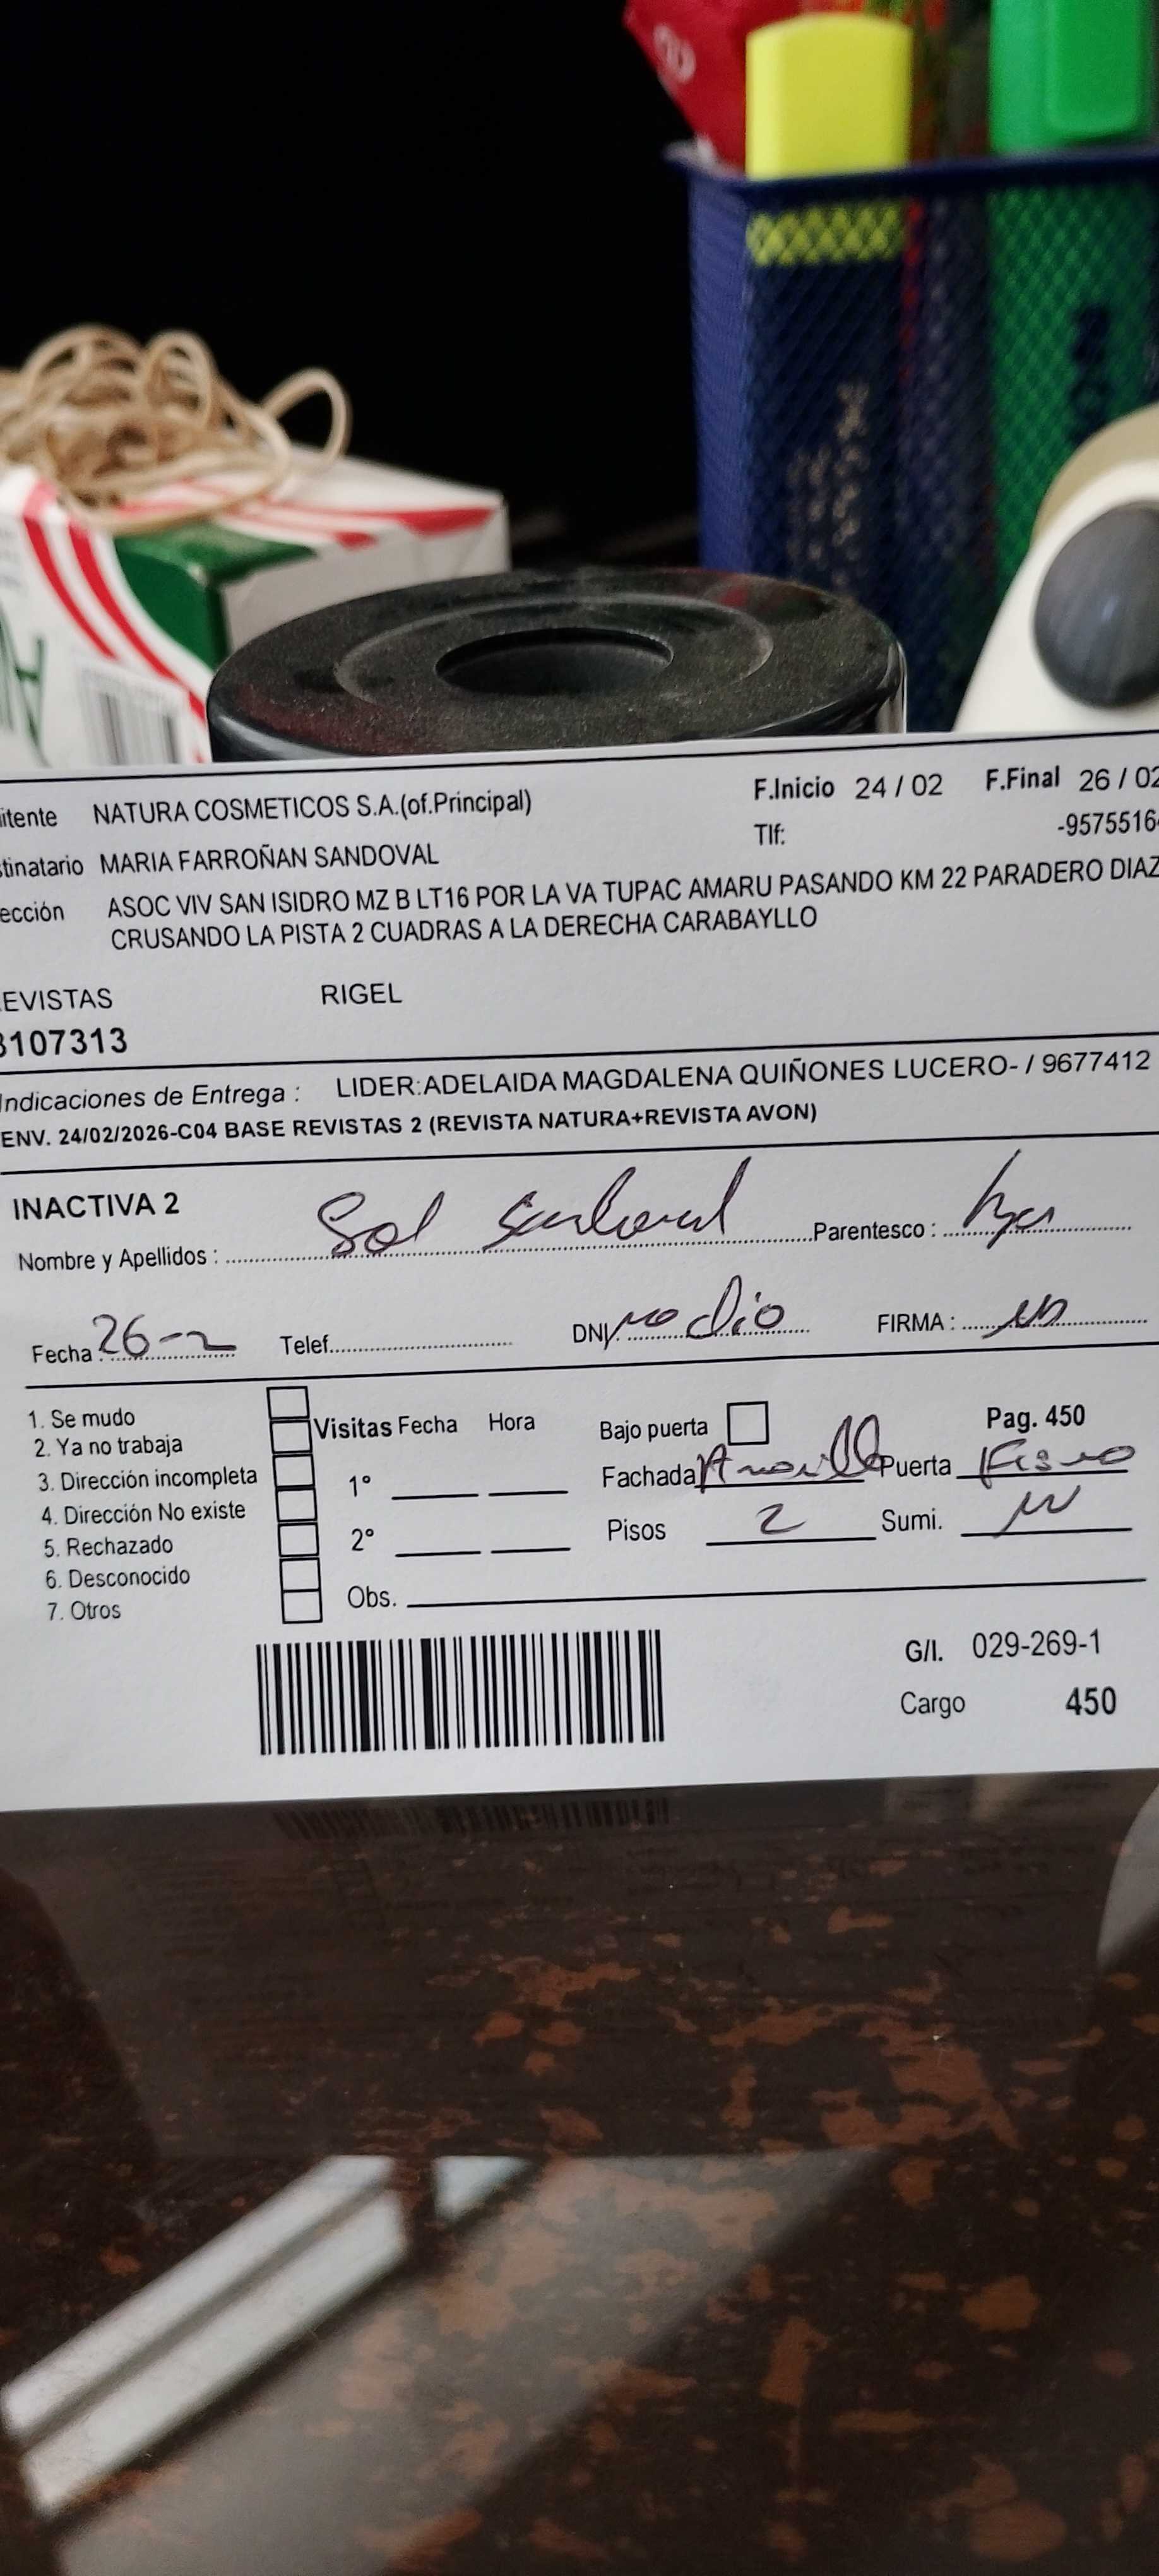 itente NATURA COSMETICOS S.A.(of.Principal) F.Inicio 24 / 02 F.Final 26 / 02
Tlf: -9575516
tinatario MARIA FARROÑAN SANDOVAL
ección ASOC VIV SAN ISIDRO MZ B LT16 POR LA VA TUPAC AMARU PASANDO KM 22 PARADERO DIAZ
CRUSANDO LA PISTA 2 CUADRAS A LA DERECHA CARABAYLLO
EVISTAS RIGEL
3107313
Indicaciones de Entrega : LIDER:ADELAIDA MAGDALENA QUIÑONES LUCERO- / 9677412
ENV. 24/02/2026-C04 BASE REVISTAS 2 (REVISTA NATURA+REVISTA AVON)
INACTIVA 2
Nombre y Apellidos : Sol Sandoval Parentesco :
Fecha : 26-2 Telef. DNI: no dio FIRMA :
1. Se mudo
2. Ya no trabaja
3. Dirección incompleta
4. Dirección No existe
5. Rechazado
6. Desconocido
7. Otros
Visitas Fecha Hora
1°
2°
Obs.
Bajo puerta Pag. 450
Fachada Amarillo Puerta Fierro
Pisos 2 Sumi.
G/I. 029-269-1
Cargo 450